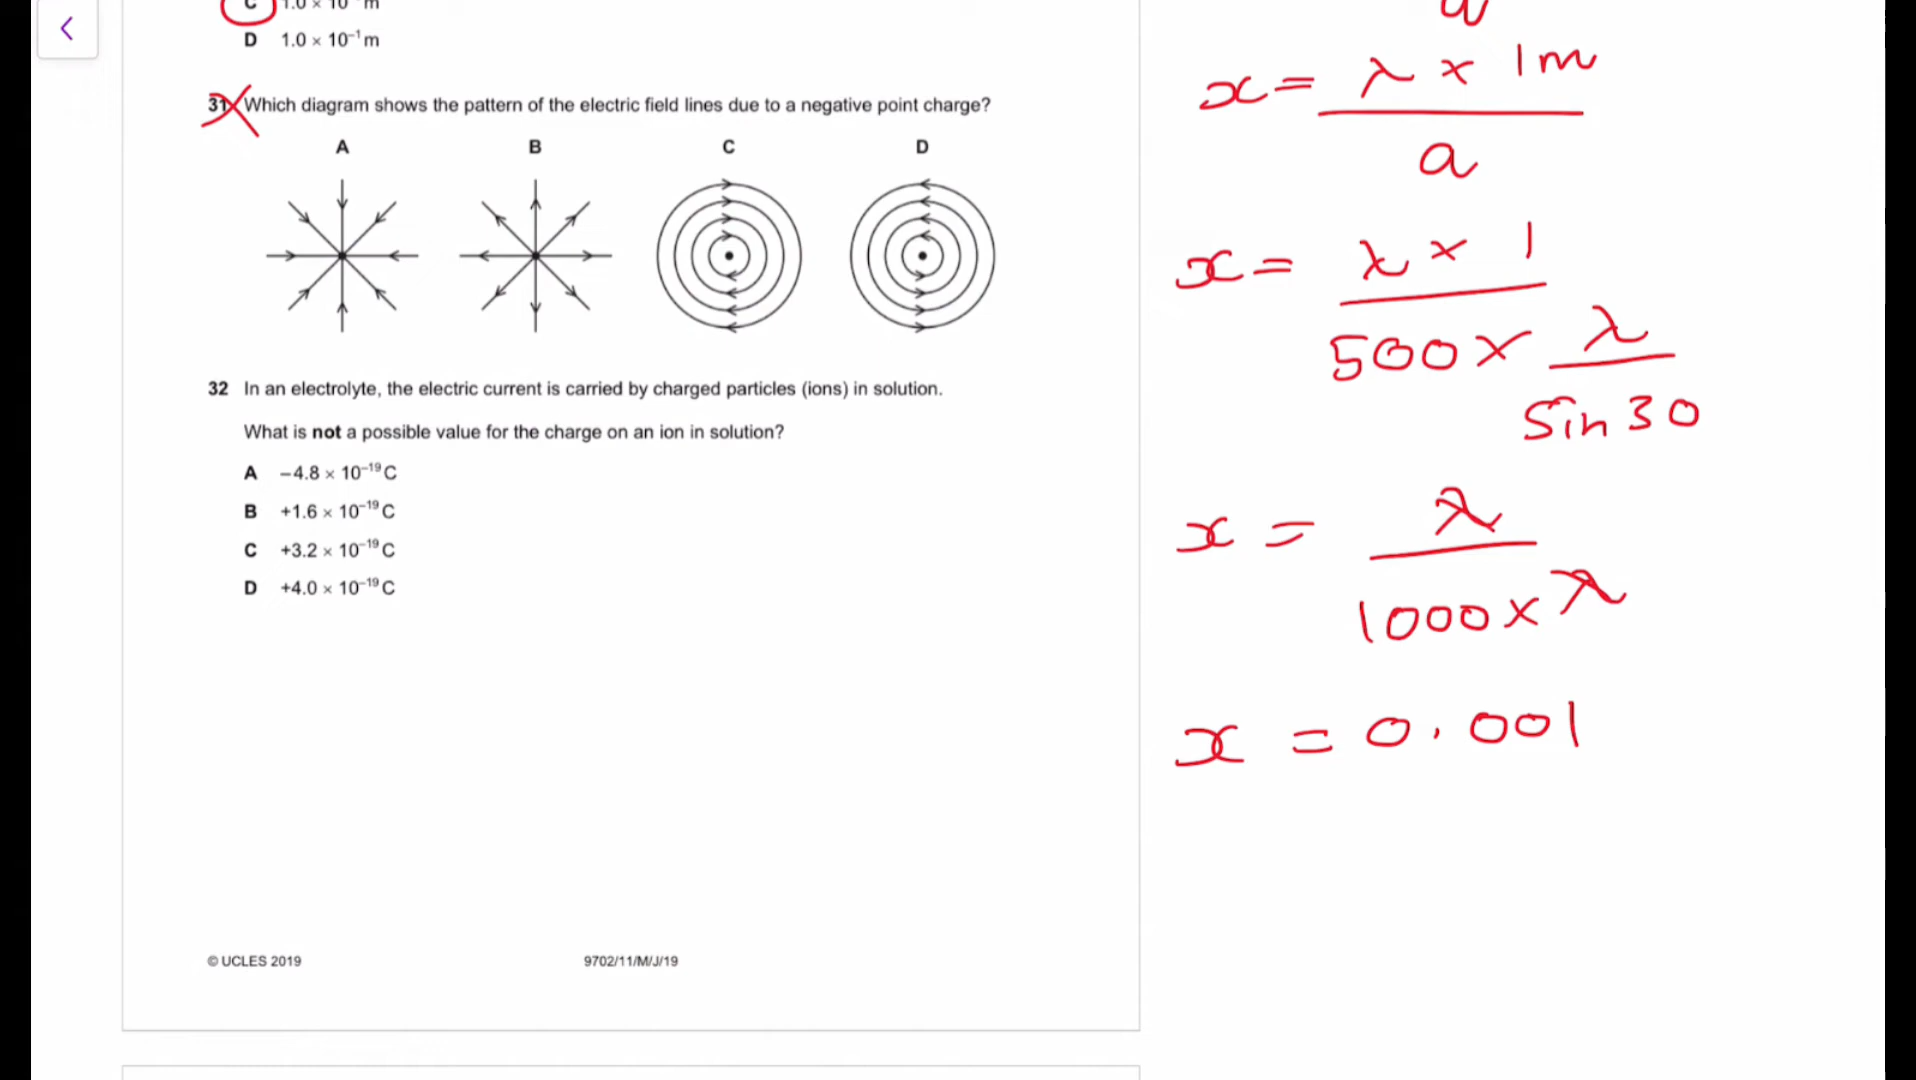 C 1.0 × 10 m
D 1.0 × 10⁻¹ m
31 Which diagram shows the pattern of the electric field lines due to a negative point charge?
A B C D
32 In an electrolyte, the electric current is carried by charged particles (ions) in solution.
What is not a possible value for the charge on an ion in solution?
A −4.8 × 10⁻¹⁹ C
B +1.6 × 10⁻¹⁹ C
C +3.2 × 10⁻¹⁹ C
D +4.0 × 10⁻¹⁹ C
© UCLES 2019 9702/11/M/J/19
a
x = λ × 1m
a
x = λ × 1
500 × λ
sin 30
x = λ
1000 × λ
x = 0.001